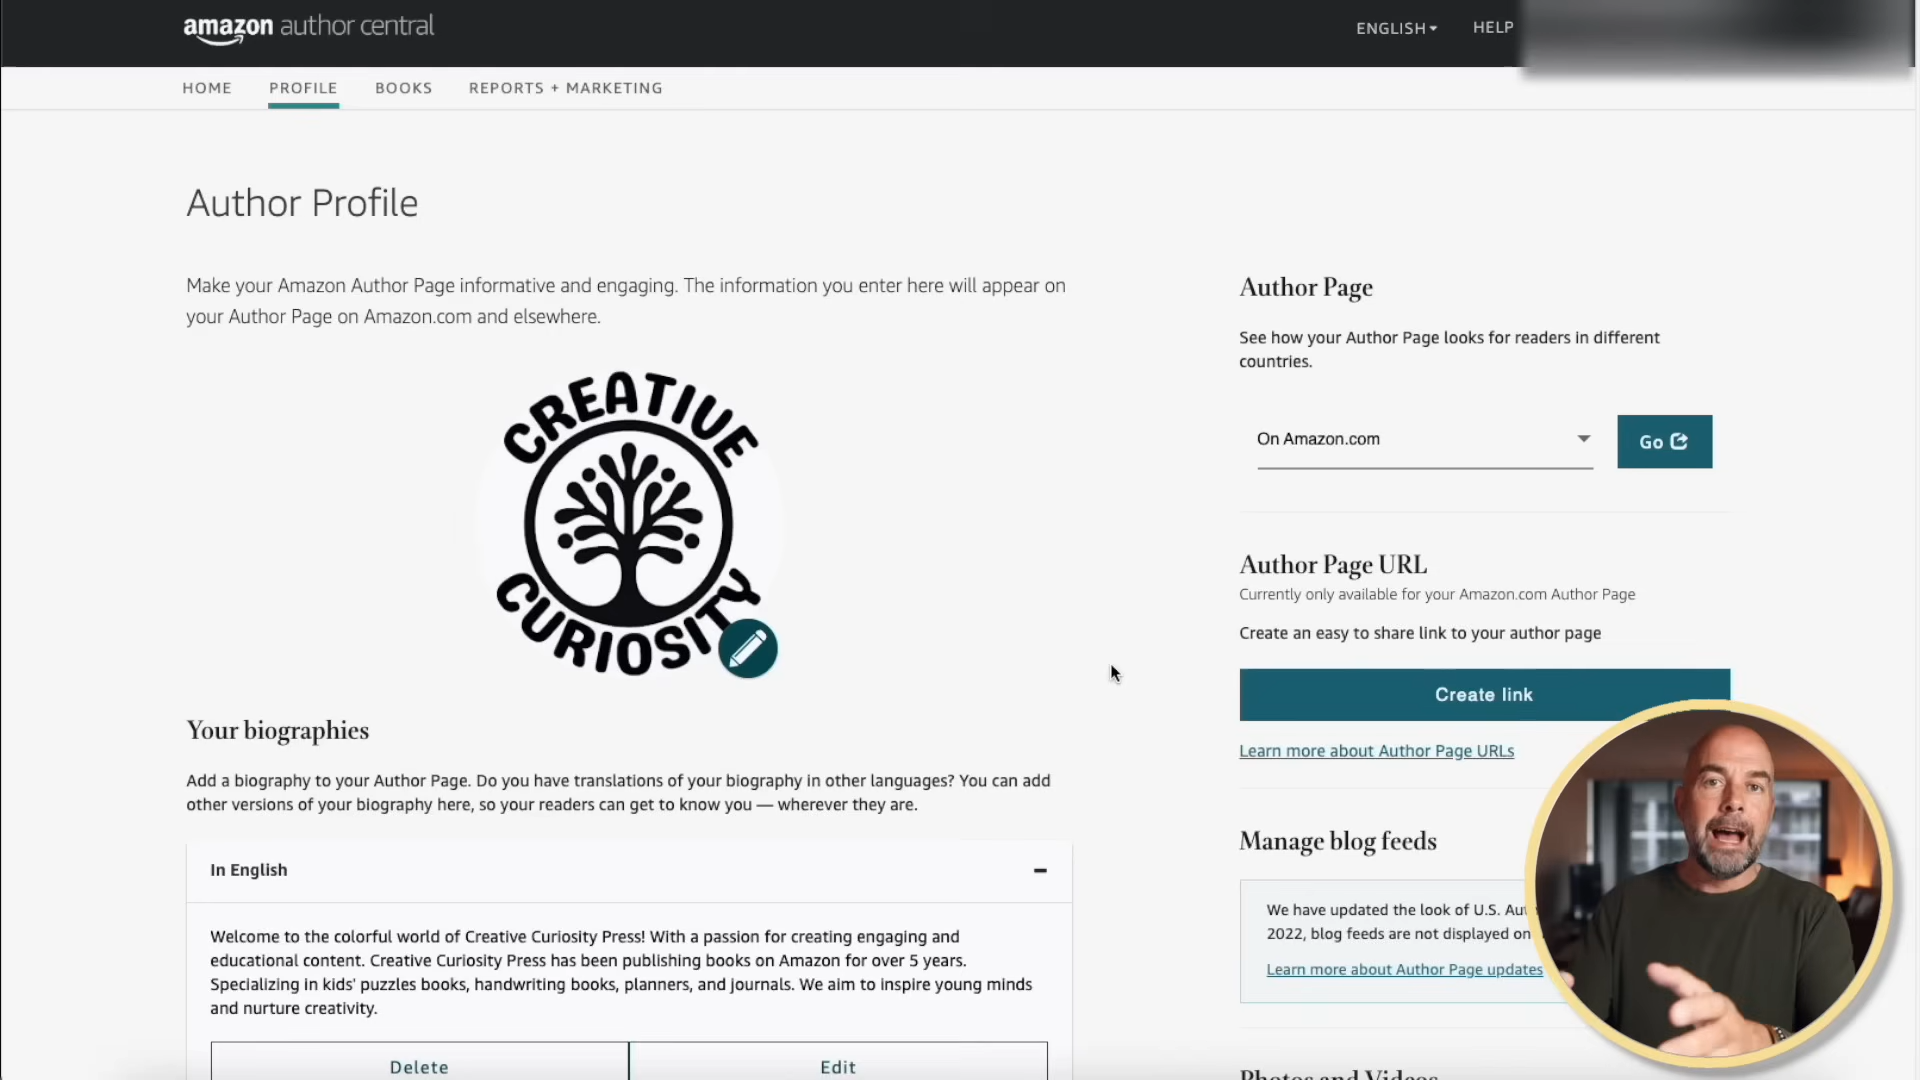 amazon author central
ENGLISH
HELP
HOME
PROFILE
BOOKS
REPORTS + MARKETING
Author Profile
Make your Amazon Author Page informative and engaging. The information you enter here will appear on
your Author Page on Amazon.com and elsewhere.
CREATIVE
CURIOSITY
Your biographies
Add a biography to your Author Page. Do you have translations of your biography in other languages? You can add
other versions of your biography here, so your readers can get to know you — wherever they are.
In English
Welcome to the colorful world of Creative Curiosity Press! With a passion for creating engaging and
educational content. Creative Curiosity Press has been publishing books on Amazon for over 5 years.
Specializing in kids' puzzles books, handwriting books, planners, and journals. We aim to inspire young minds
and nurture creativity.
Delete
Edit
Author Page
See how your Author Page looks for readers in different
countries.
On Amazon.com
Go
Author Page URL
Currently only available for your Amazon.com Author Page
Create an easy to share link to your author page
Create link
Learn more about Author Page URLs
Manage blog feeds
We have updated the look of U.S.
2022, blog feeds are not displayed on
Learn more about Author Page updates
Photos and Videos